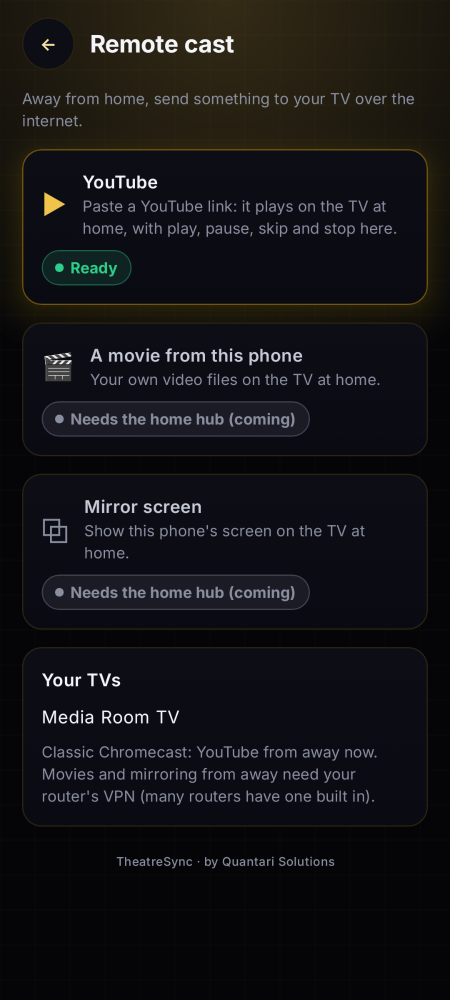 Remote cast
Away from home, send something to your TV over the
internet.
YouTube
Paste a YouTube link: it plays on the TV at
home, with play, pause, skip and stop here.
Ready
A movie from this phone
Your own video files on the TV at home.
Needs the home hub (coming)
Mirror screen
Show this phone's screen on the TV at
home.
Needs the home hub (coming)
Your TVs
Media Room TV
Classic Chromecast: YouTube from away now.
Movies and mirroring from away need your
router's VPN (many routers have one built in).
TheatreSync · by Quantari Solutions